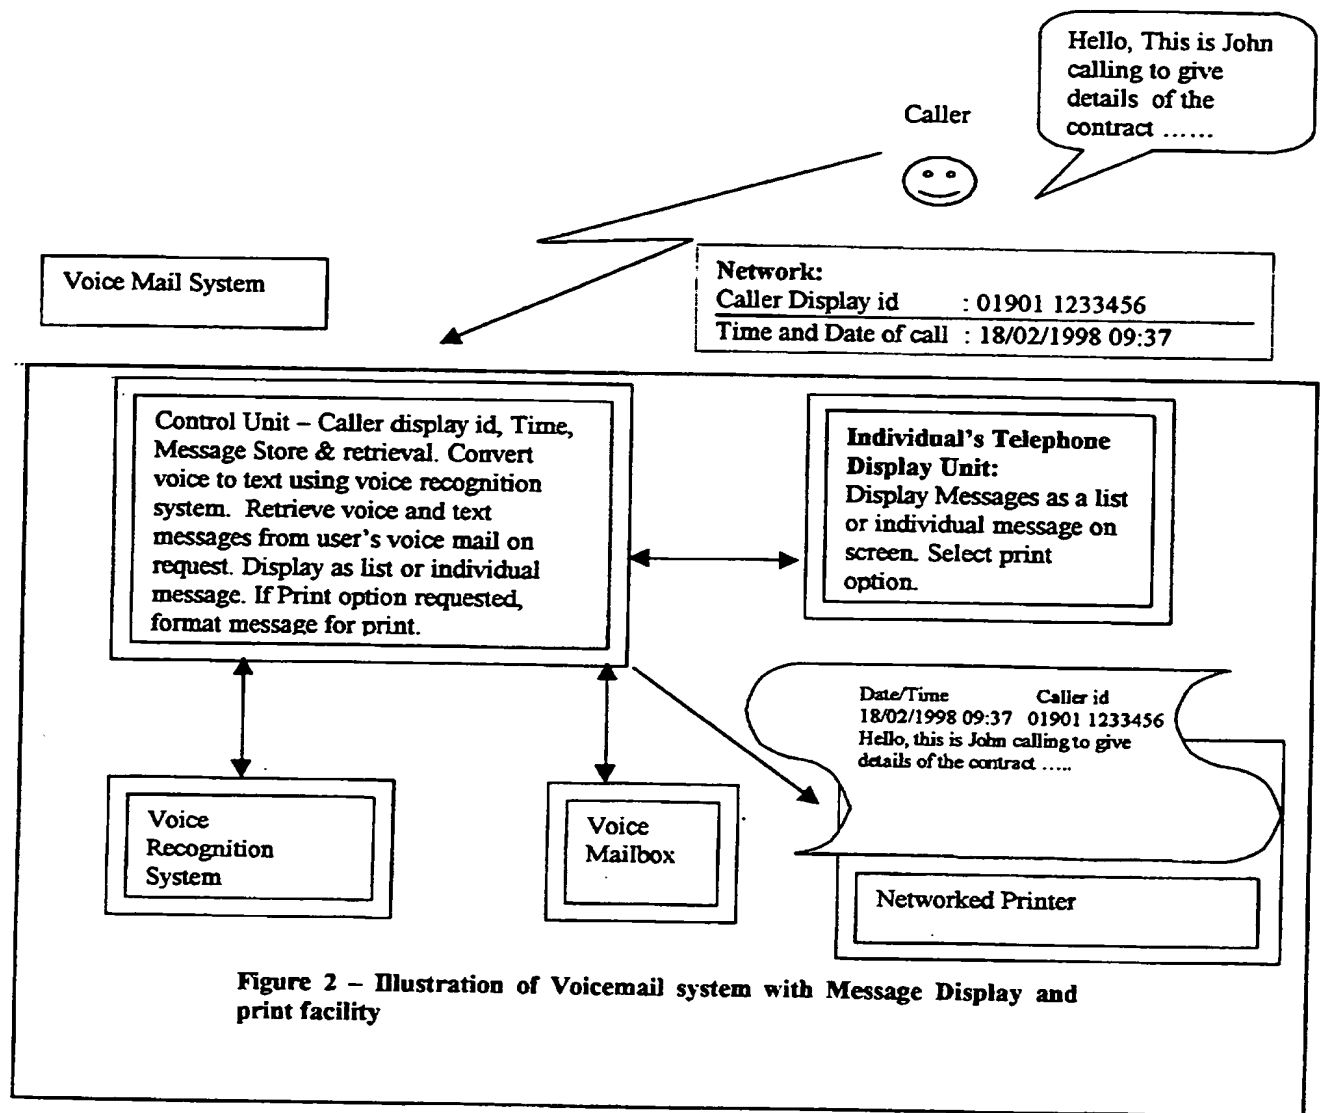 Hello, This is John
calling to give
details of the
contract ......
Caller
Voice Mail System
Network:
Caller Display id : 01901 1233456
Time and Date of call : 18/02/1998 09:37
Control Unit – Caller display id, Time,
Message Store & retrieval. Convert
voice to text using voice recognition
system. Retrieve voice and text
messages from user's voice mail on
request. Display as list or individual
message. If Print option requested,
format message for print.
Individual's Telephone
Display Unit:
Display Messages as a list
or individual message on
screen. Select print
option.
Date/Time Caller id
18/02/1998 09:37 01901 1233456
Hello, this is John calling to give
details of the contract .....
Voice
Recognition
System
Voice
Mailbox
Networked Printer
Figure 2 – Illustration of Voicemail system with Message Display and
print facility